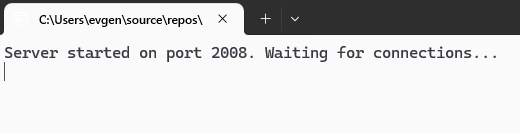 C:\Users\evgen\source\repos\
Server started on port 2008. Waiting for connections...